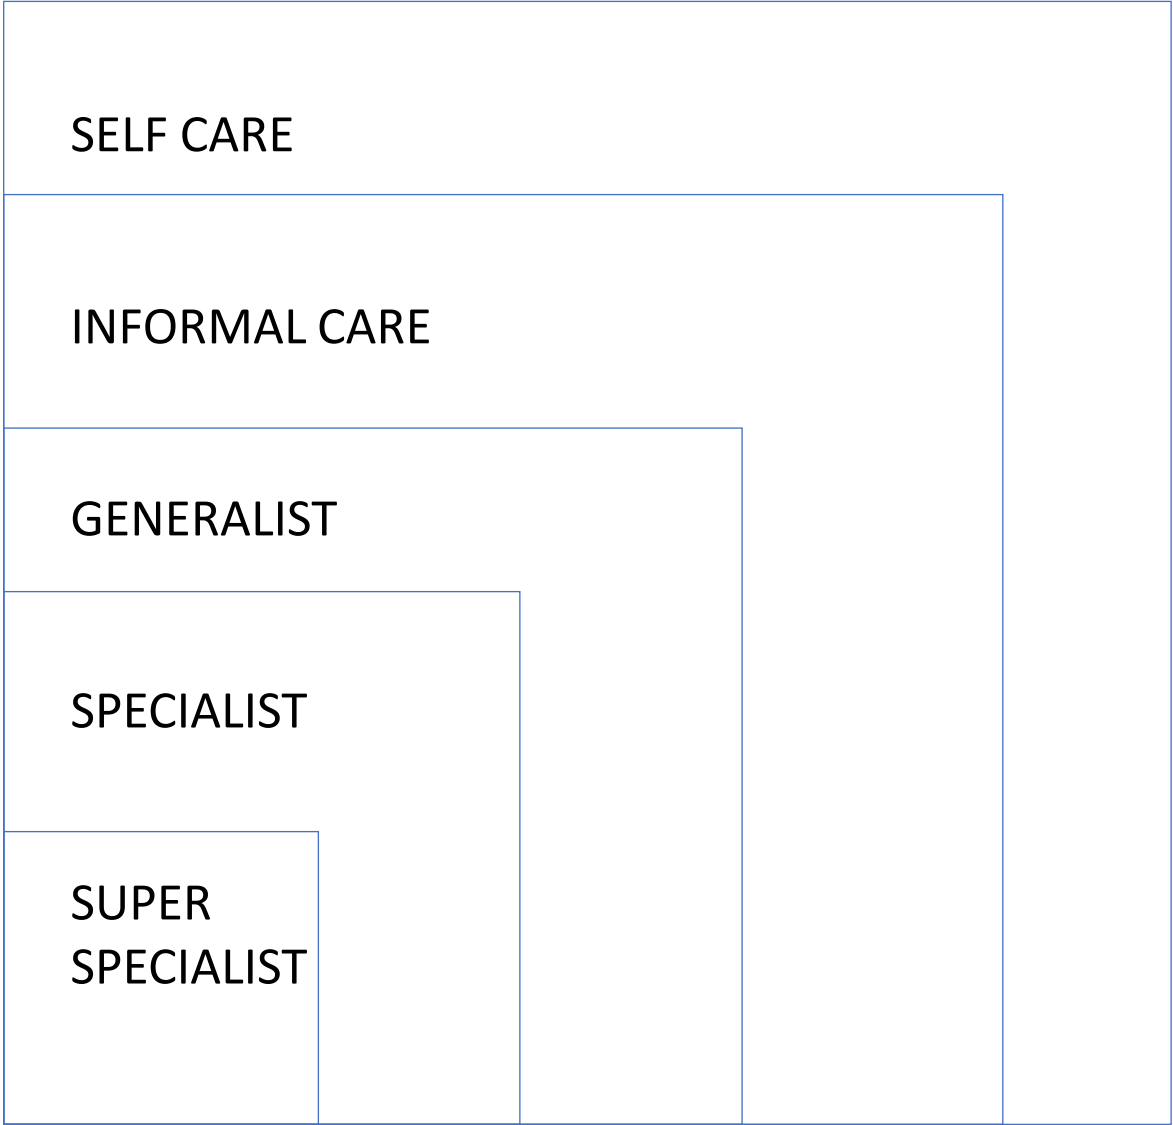 SELF CARE
INFORMAL CARE
GENERALIST
SPECIALIST
SUPER
SPECIALIST